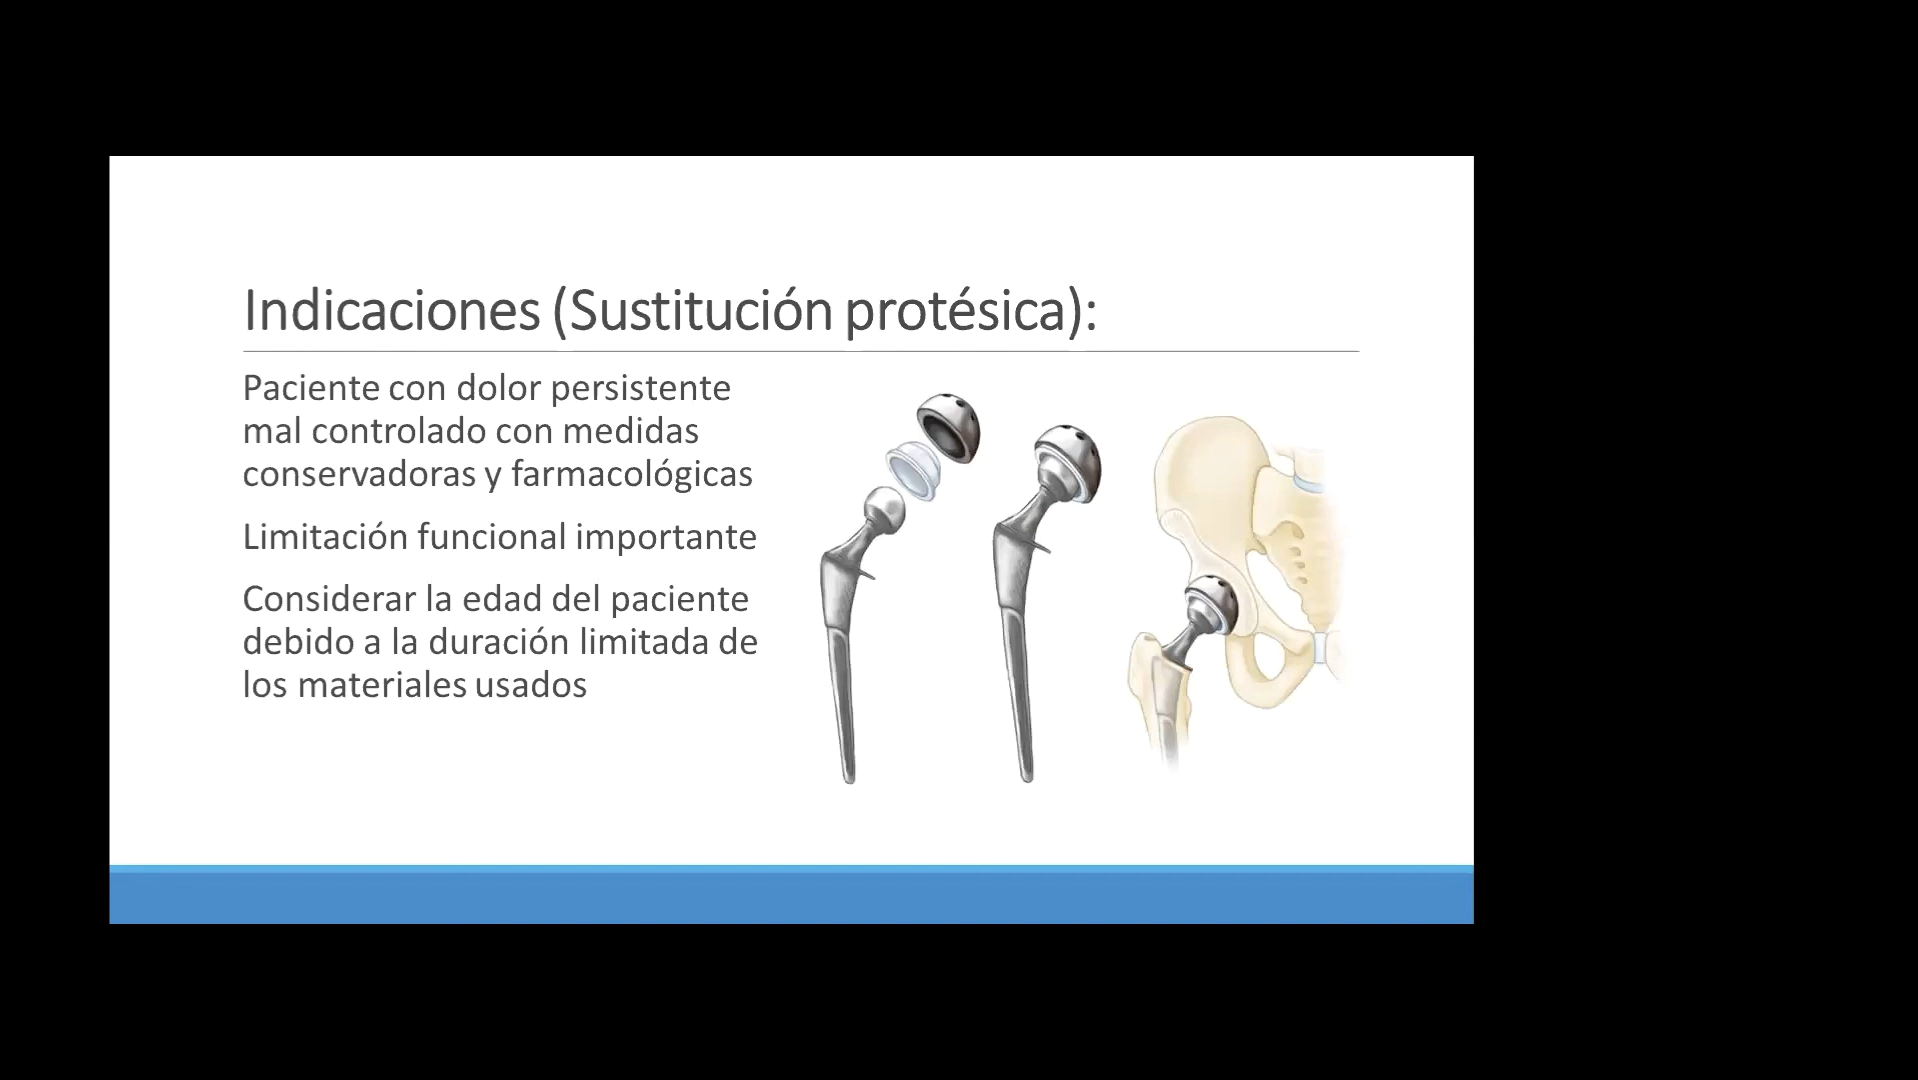 Indicaciones (Sustitución protésica):
Paciente con dolor persistente
mal controlado con medidas
conservadoras y farmacológicas
Limitación funcional importante
Considerar la edad del paciente
debido a la duración limitada de
los materiales usados